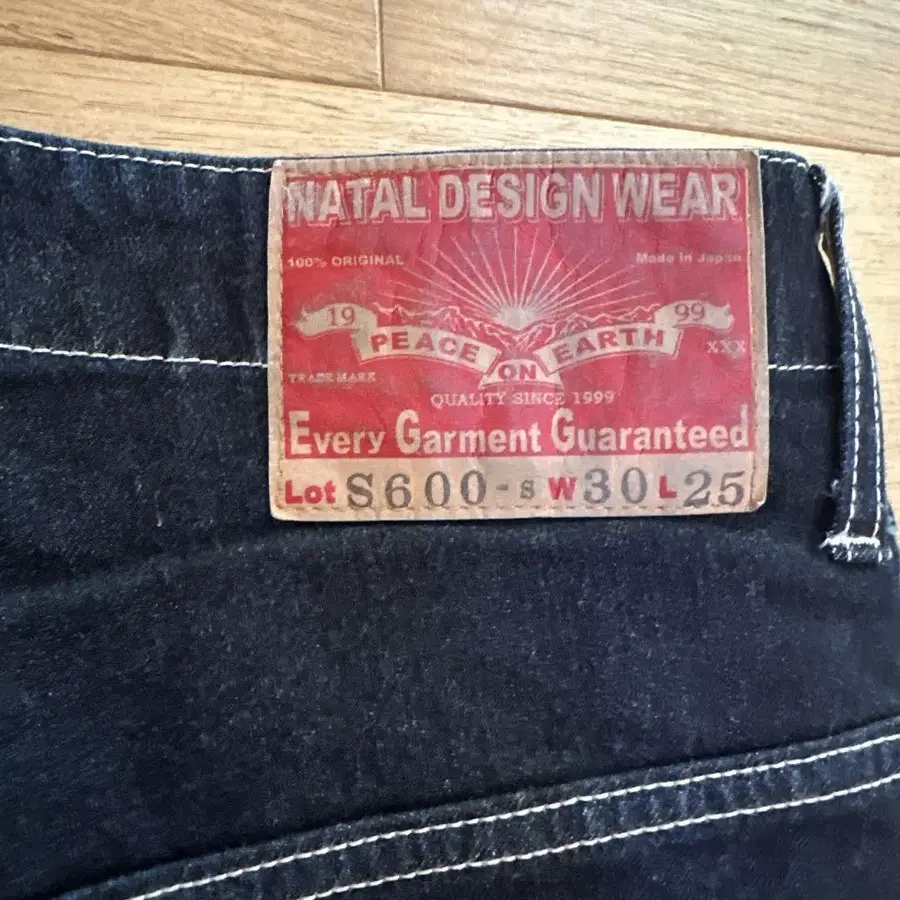 NATAL DESIGN WEAR
100% ORIGINAL Made in Japan
19 99
PEACE ON EARTH
XXX
TRADE MARK
QUALITY SINCE 1999
Every Garment Guaranteed
Lot S600-S W30 L25